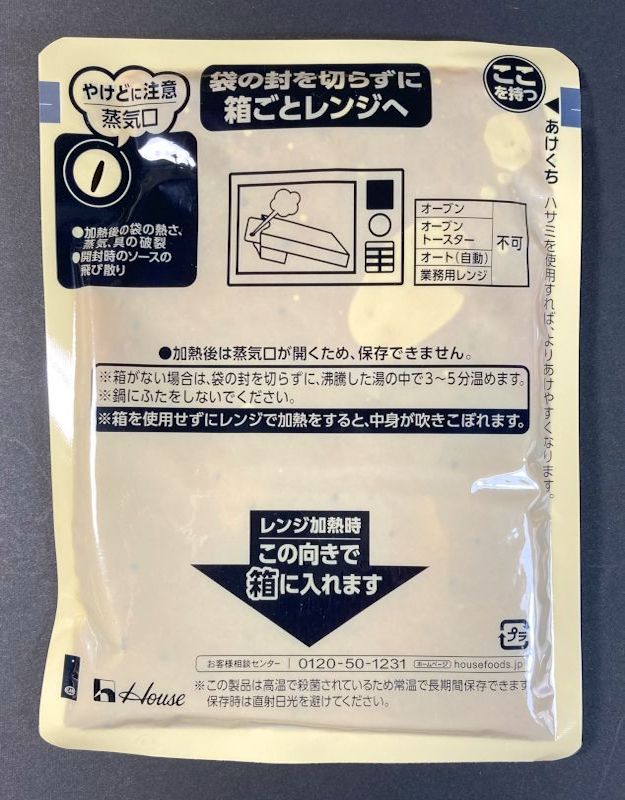 やけどに注意
蒸気口
袋の封を切らずに
箱ごとレンジへ
ここ
を持つ
●加熱後の袋の熱さ、
蒸気、具の破裂
●開封時のソースの
飛び散り
オーブン
オーブン
トースター
オート(自動)
業務用レンジ
不可
◀あけくち ハサミを使用すれば、よりあけやすくなります。
●加熱後は蒸気口が開くため、保存できません。
※箱がない場合は、袋の封を切らずに、沸騰した湯の中で3~5分温めます。
※鍋にふたをしないでください。
※箱を使用せずにレンジで加熱をすると、中身が吹きこぼれます。
レンジ加熱時
この向きで
箱に入れます
プラ
お客様相談センター 0120-50-1231 ホームページ housefoods.jp
House
※この製品は高温で殺菌されているため常温で長期間保存できます
保存時は直射日光を避けてください。